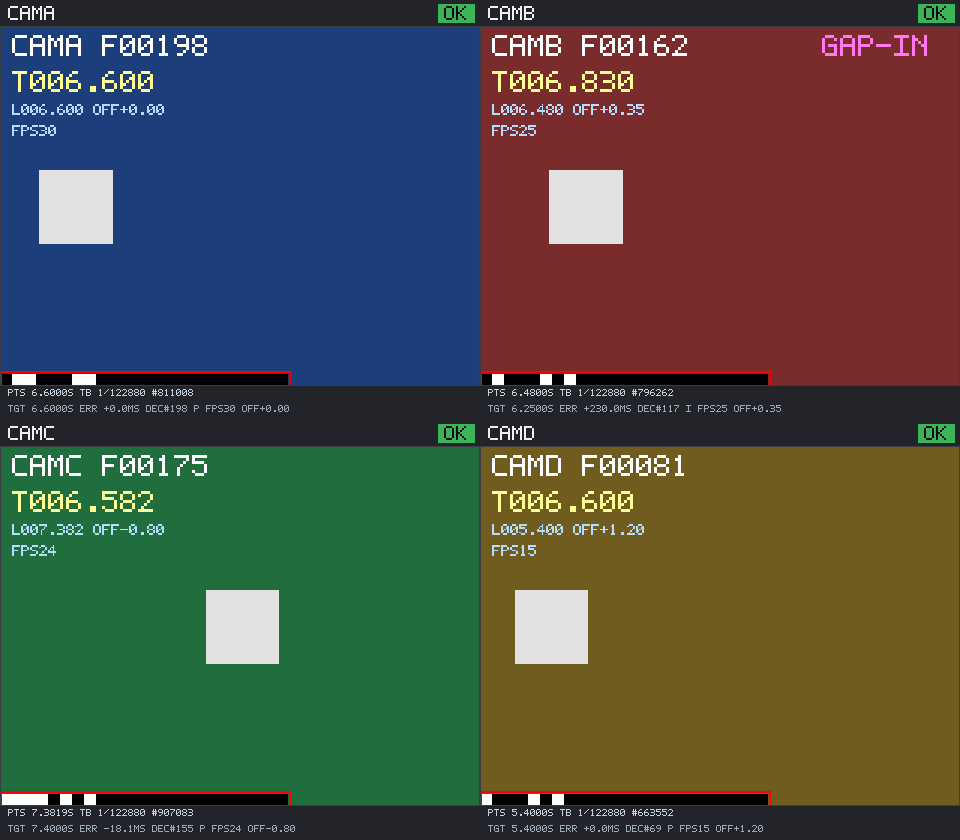 CAMA OK
CAMA F00198
T006.600
L006.600 OFF+0.00
FPS30
PTS 6.6000S TB 1/122880 #811008
TGT 6.6000S ERR +0.0MS DEC#198 P FPS30 OFF+0.00
CAMB OK
CAMB F00162 GAP-IN
T006.830
L006.480 OFF+0.35
FPS25
PTS 6.4800S TB 1/122880 #796262
TGT 6.2500S ERR +230.0MS DEC#117 I FPS25 OFF+0.35
CAMC OK
CAMC F00175
T006.582
L007.382 OFF-0.80
FPS24
PTS 7.3819S TB 1/122880 #907083
TGT 7.4000S ERR -18.1MS DEC#155 P FPS24 OFF-0.80
CAMD OK
CAMD F00081
T006.600
L005.400 OFF+1.20
FPS15
PTS 5.4000S TB 1/122880 #663552
TGT 5.4000S ERR +0.0MS DEC#69 P FPS15 OFF+1.20